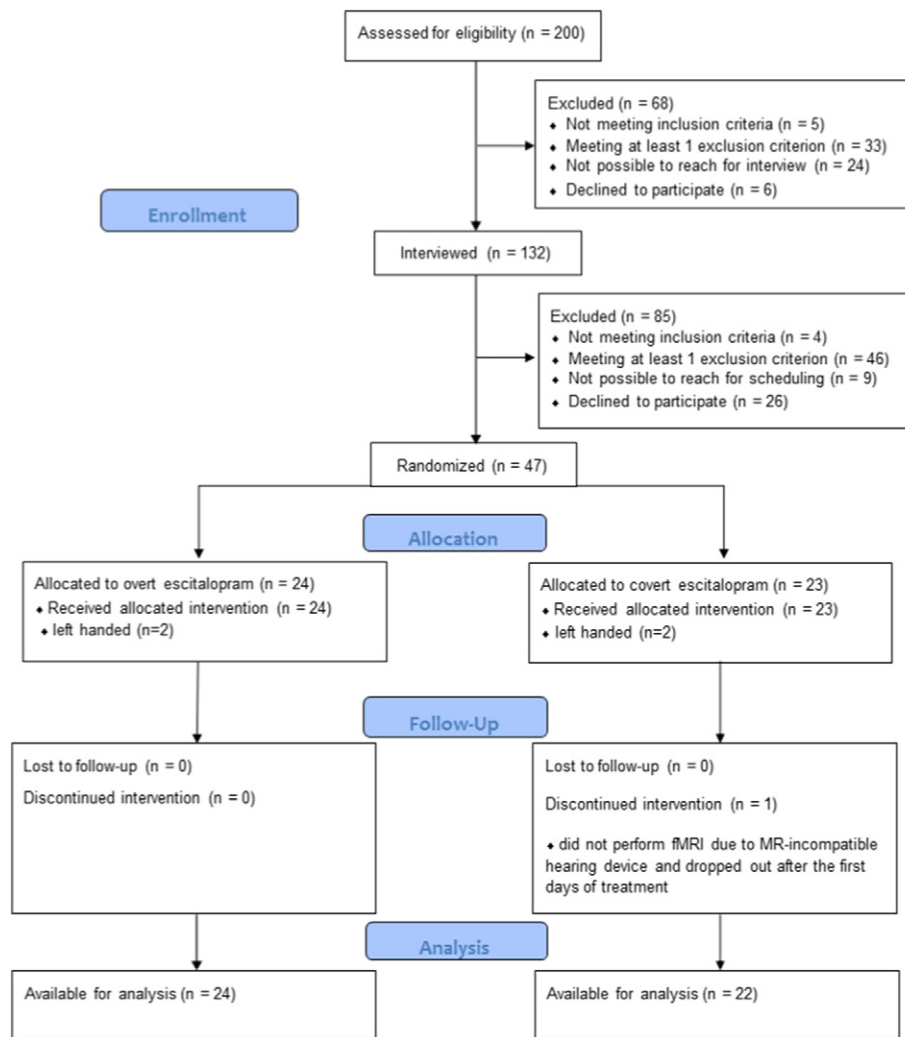 Assessed for eligibility (n = 200)
Excluded (n = 68)
♦ Not meeting inclusion criteria (n = 5)
♦ Meeting at least 1 exclusion criterion (n = 33)
♦ Not possible to reach for interview (n = 24)
♦ Declined to participate (n = 6)
Enrollment
Interviewed (n = 132)
Excluded (n = 85)
♦ Not meeting inclusion criteria (n = 4)
♦ Meeting at least 1 exclusion criterion (n = 46)
♦ Not possible to reach for scheduling (n = 9)
♦ Declined to participate (n = 26)
Randomized (n = 47)
Allocation
Allocated to overt escitalopram (n = 24)
♦ Received allocated intervention (n = 24)
♦ left handed (n=2)
Allocated to covert escitalopram (n = 23)
♦ Received allocated intervention (n = 23)
♦ left handed (n=2)
Follow-Up
Lost to follow-up (n = 0)
Discontinued intervention (n = 0)
Lost to follow-up (n = 0)
Discontinued intervention (n = 1)
♦ did not perform fMRI due to MR-incompatible
hearing device and dropped out after the first
days of treatment
Analysis
Available for analysis (n = 24)
Available for analysis (n = 22)